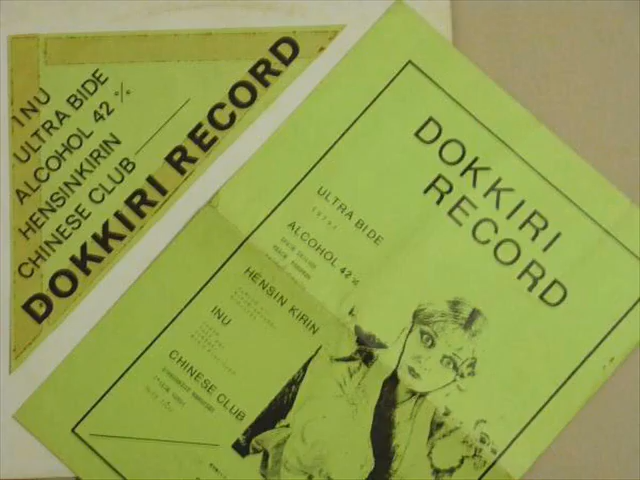 INU
ULTRA BIDE
ALCOHOL 42%
HENSINKIRIN
CHINESE CLUB
DOKKIRI RECORD
DOKKIRI
RECORD
ULTRA BIDE
ALCOHOL 42%
HENSIN KIRIN
INU
CHINESE CLUB